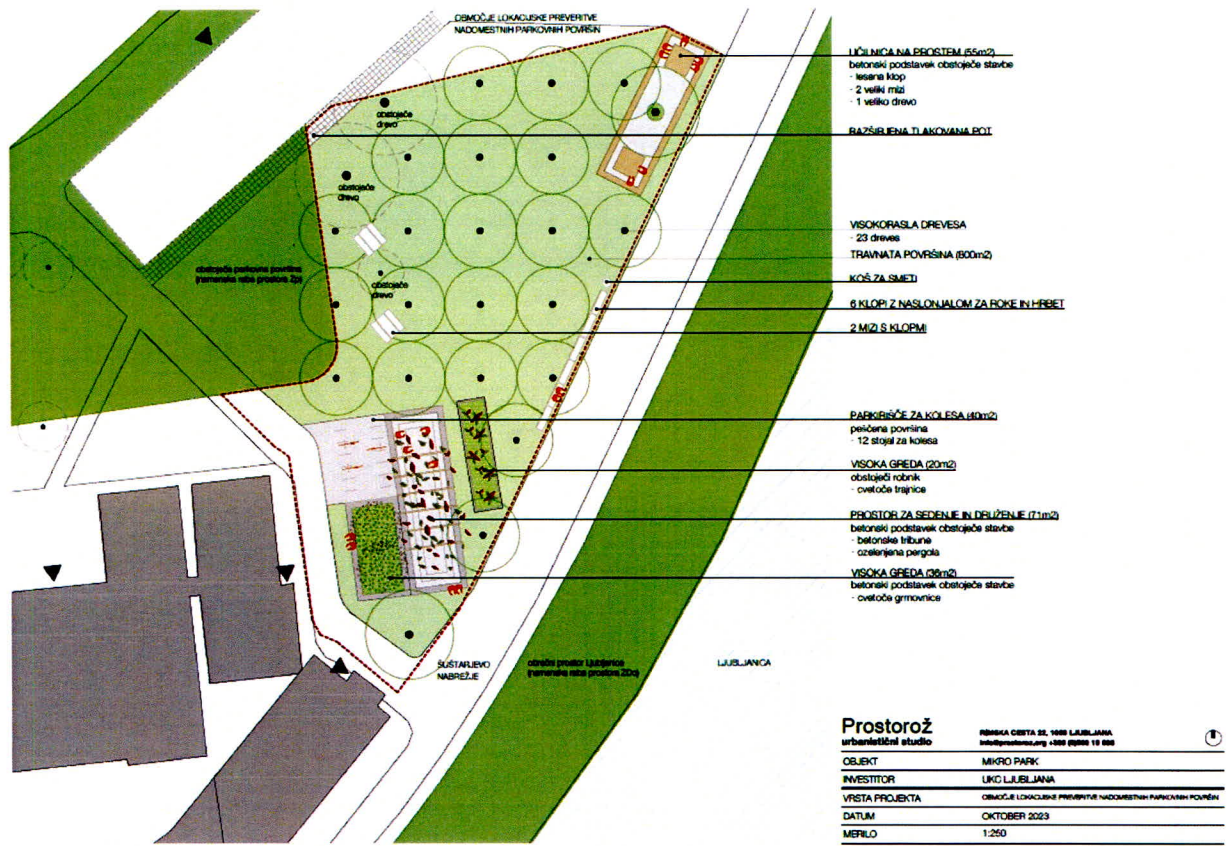 OBMOČJE LOKACIJSKE PREVERITVE
NADOMESTNIH PARKOVNIH POVRŠIN
UČILNICA NA PROSTEM (55m2)
betonski podstavek obstoječe stavbe
- lesena klop
- 2 veliki mizi
- 1 veliko drevo
RAZŠIRJENA TLAKOVANA POT
obstoječe
drevo
obstoječe
drevo
VISOKORASLA DREVESA
- 23 dreves
TRAVNATA POVRŠINA (800m2)
obstoječe parkovne površine
(namenska raba prostora Zp)
obstoječe
drevo
KOŠ ZA SMETI
6 KLOPI Z NASLONJALOM ZA ROKE IN HRBET
2 MIZI S KLOPMI
PARKIRIŠČE ZA KOLESA (40m2)
peščena površina
- 12 stojal za kolesa
VISOKA GREDA (20m2)
obstoječi robnik
- cvetoče trajnice
PROSTOR ZA SEDENJE IN DRUŽENJE (71m2)
betonski podstavek obstoječe stavbe
- betonske tribune
- ozelenjena pergola
VISOKA GREDA (36m2)
betonski podstavek obstoječe stavbe
- cvetoče grmovnice
ŠUŠTARJEVO
NABREŽJE
obrečni prostor Ljubljanice
(namenska raba prostora ZDo)
LJUBLJANICA
Prostorož
urbanistični studio
RIMSKA CESTA 22, 1000 LJUBLJANA
OBJEKT MIKRO PARK
INVESTITOR UKC LJUBLJANA
VRSTA PROJEKTA OBMOČJE LOKACIJSKE PREVERITVE NADOMESTNIH PARKOVNIH POVRŠIN
DATUM OKTOBER 2023
MERILO 1:250